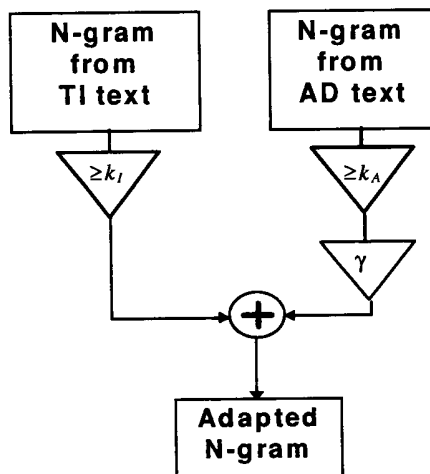 N-gram
from
TI text
N-gram
from
AD text
≥k_I
≥k_A
γ
+
Adapted
N-gram